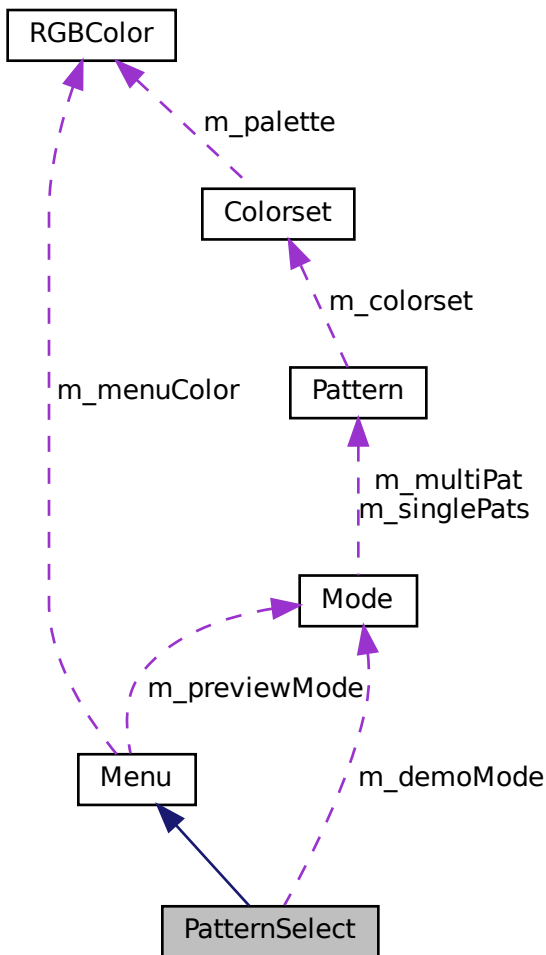 RGBColor
m_palette
Colorset
m_colorset
m_menuColor
Pattern
m_multiPat
m_singlePats
Mode
m_previewMode
Menu
m_demoMode
PatternSelect